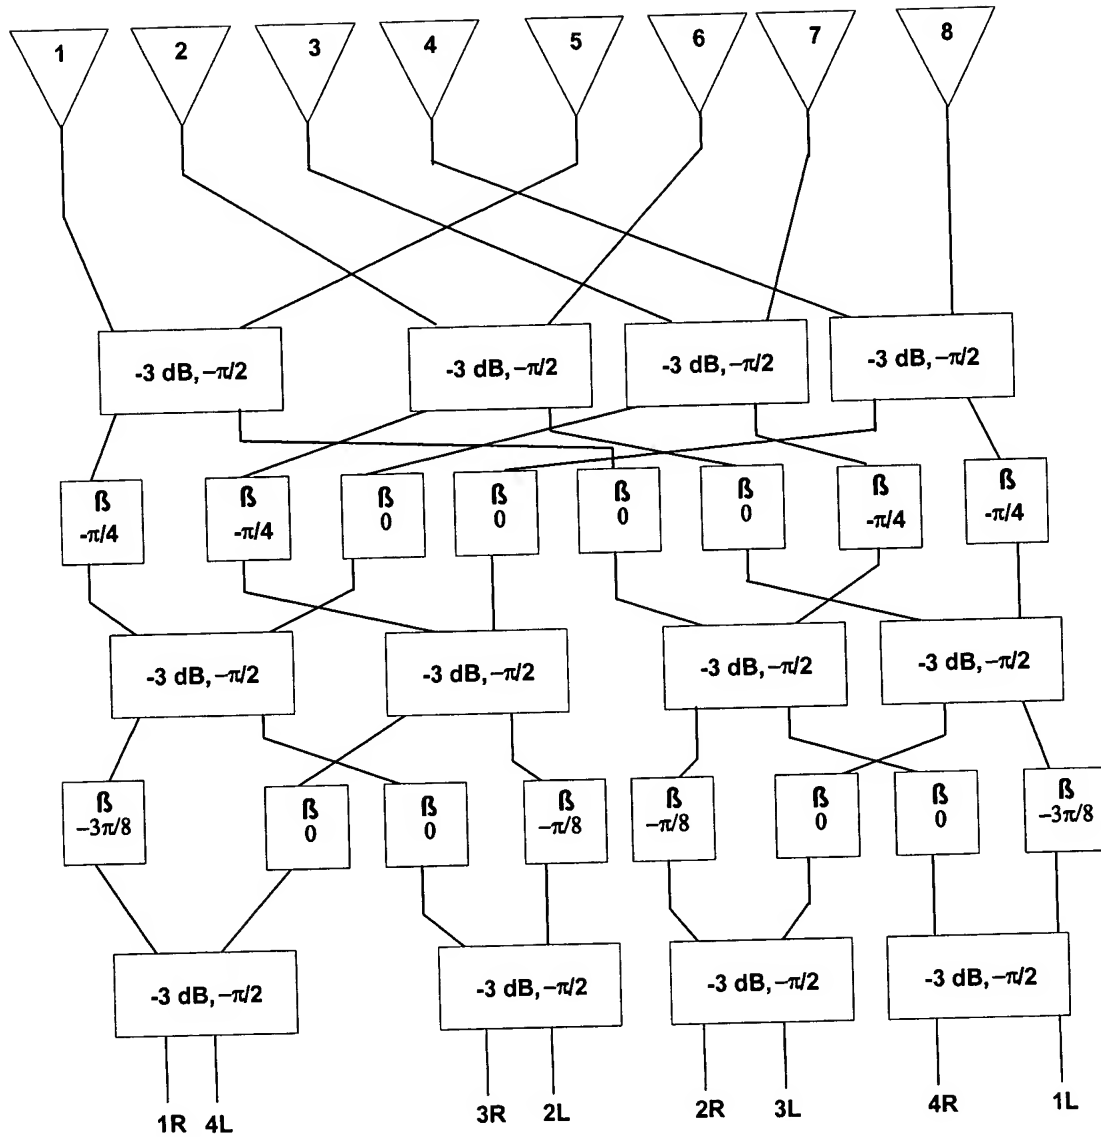 1 2 3 4 5 6 7 8
-3 dB, –π/2 -3 dB, –π/2 -3 dB, –π/2 -3 dB, –π/2
ß ß ß ß ß ß ß ß
-π/4 -π/4 0 0 0 0 -π/4 -π/4
-3 dB, –π/2 -3 dB, –π/2 -3 dB, –π/2 -3 dB, –π/2
ß ß ß ß ß ß ß ß
–3π/8 0 0 –π/8 –π/8 0 0 –3π/8
-3 dB, –π/2 -3 dB, –π/2 -3 dB, –π/2 -3 dB, –π/2
1R 4L 3R 2L 2R 3L 4R 1L